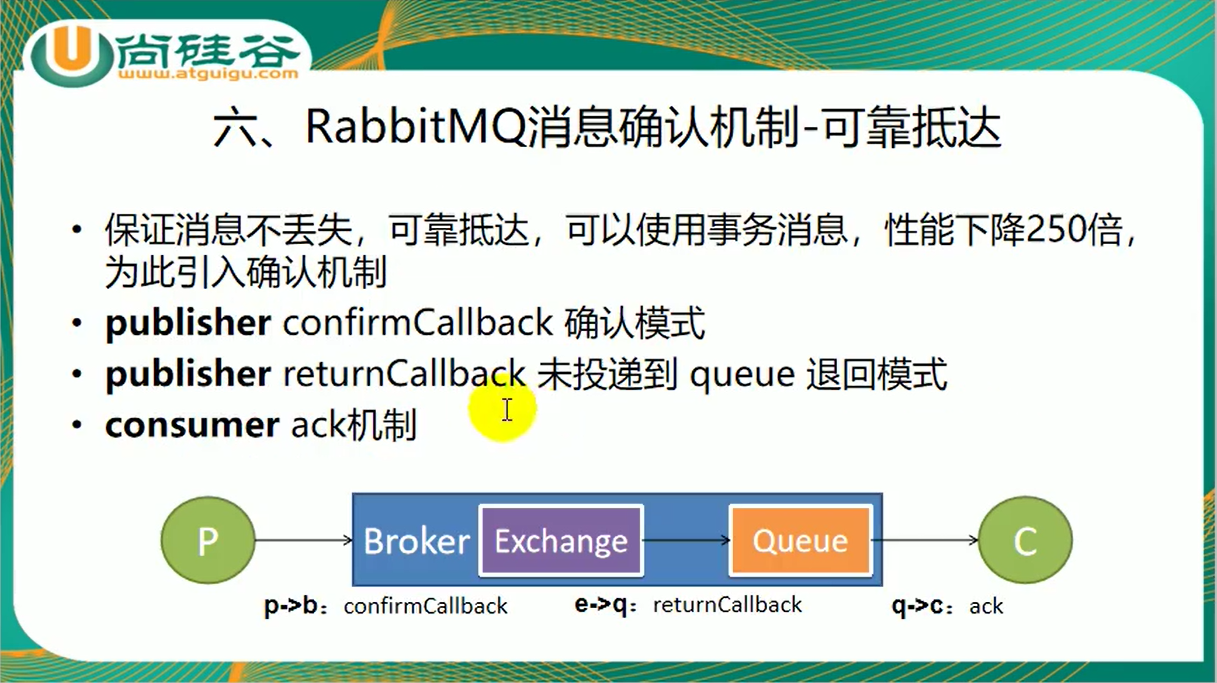 尚硅谷
www.atguigu.com
六、RabbitMQ消息确认机制-可靠抵达
• 保证消息不丢失，可靠抵达，可以使用事务消息，性能下降250倍，
为此引入确认机制
• publisher confirmCallback 确认模式
• publisher returnCallback 未投递到 queue 退回模式
• consumer ack机制
P Broker Exchange Queue C
p->b：confirmCallback e->q：returnCallback q->c：ack